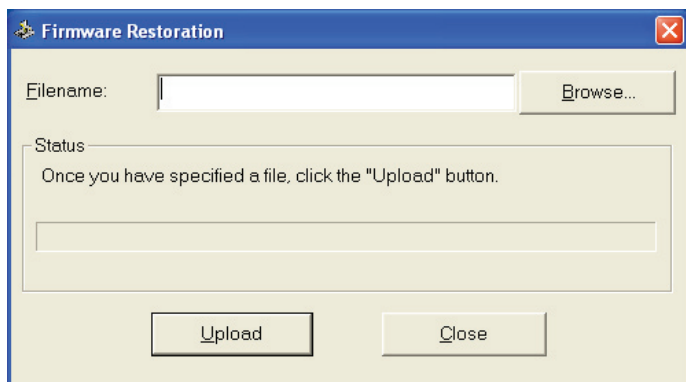 Firmware Restoration
Filename:
Browse...
Status
Once you have specified a file, click the "Upload" button.
Upload
Close